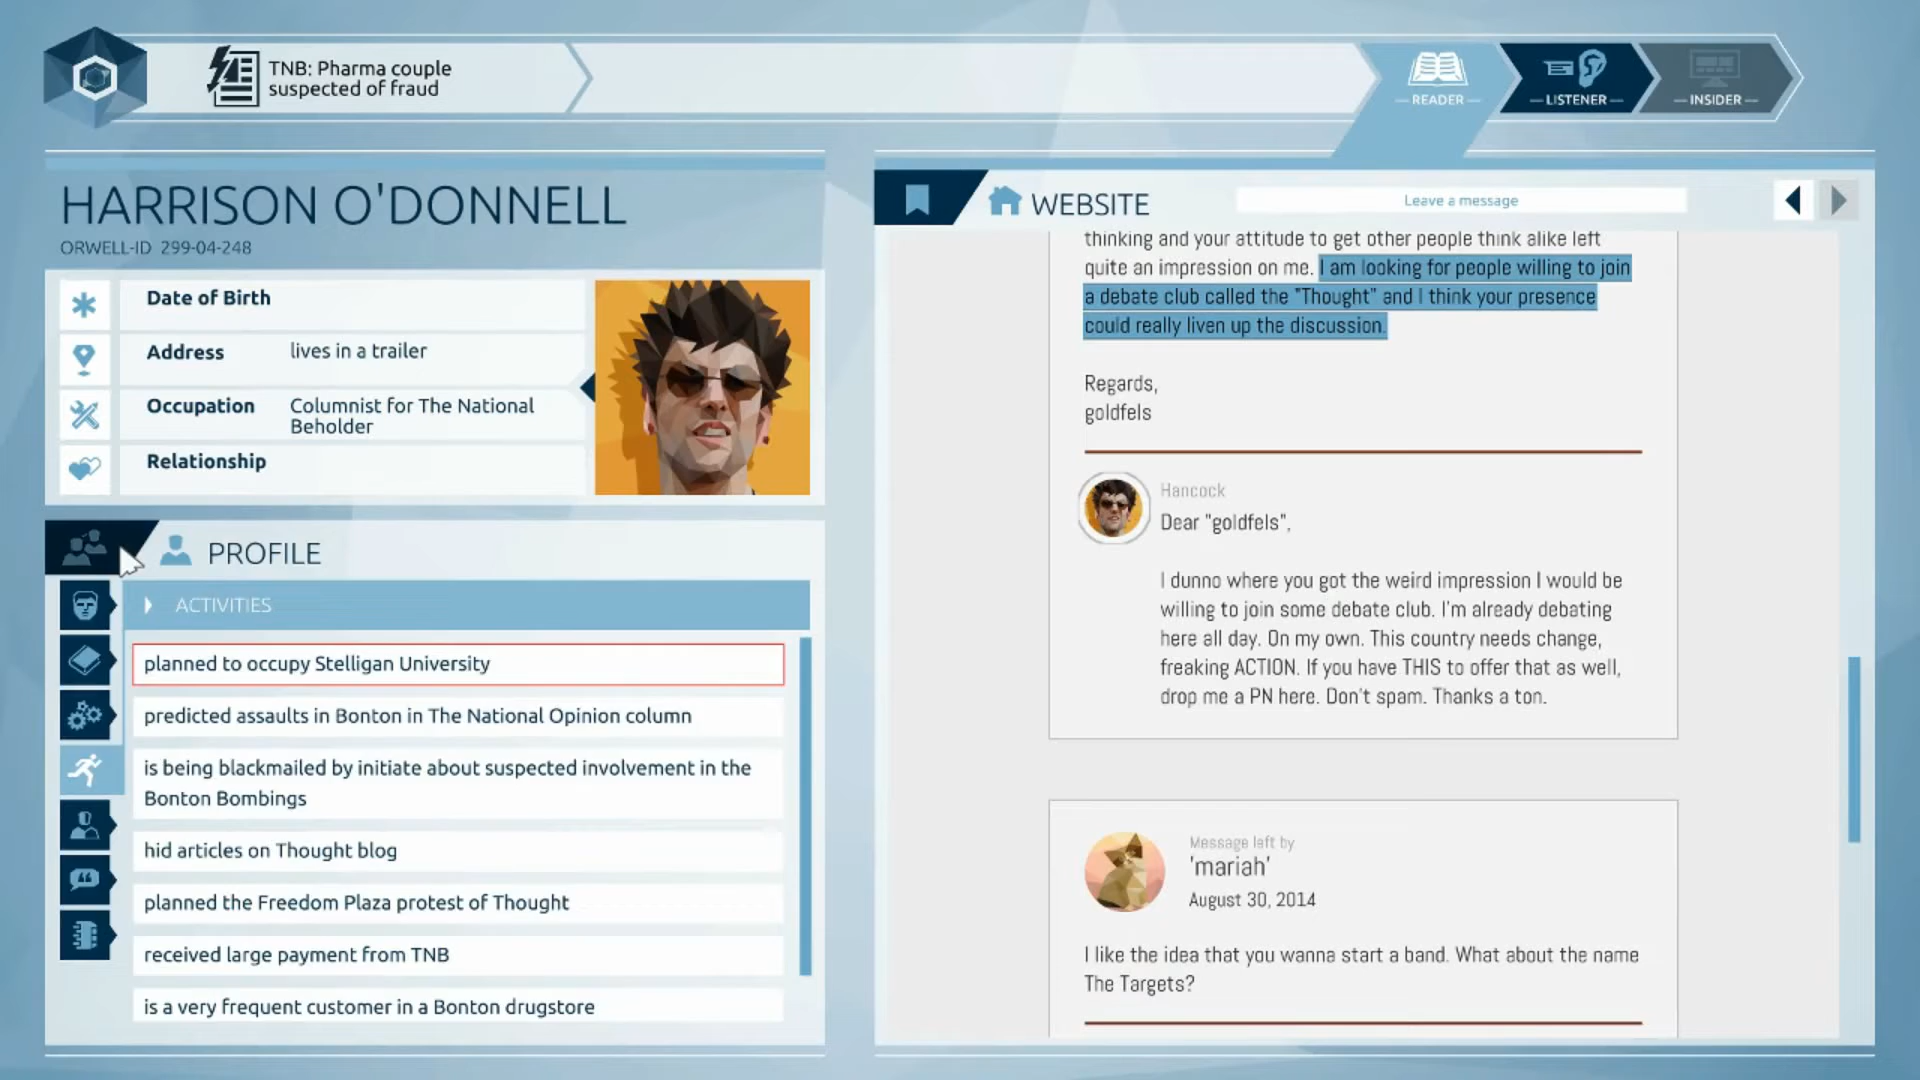 TNB: Pharma couple
suspected of fraud
READER
LISTENER
INSIDER
HARRISON O'DONNELL
ORWELL-ID 299-04-248
Date of Birth
Address lives in a trailer
Occupation Columnist for The National
Beholder
Relationship
PROFILE
ACTIVITIES
planned to occupy Stelligan University
predicted assaults in Bonton in The National Opinion column
is being blackmailed by initiate about suspected involvement in the
Bonton Bombings
hid articles on Thought blog
planned the Freedom Plaza protest of Thought
received large payment from TNB
is a very frequent customer in a Bonton drugstore
WEBSITE
Leave a message
thinking and your attitude to get other people think alike left
quite an impression on me. I am looking for people willing to join
a debate club called the "Thought" and I think your presence
could really liven up the discussion.
Regards,
goldfels
Hancock
Dear "goldfels",
I dunno where you got the weird impression I would be
willing to join some debate club. I'm already debating
here all day. On my own. This country needs change,
freaking ACTION. If you have THIS to offer that as well,
drop me a PN here. Don't spam. Thanks a ton.
Message left by
'mariah'
August 30, 2014
I like the idea that you wanna start a band. What about the name
The Targets?